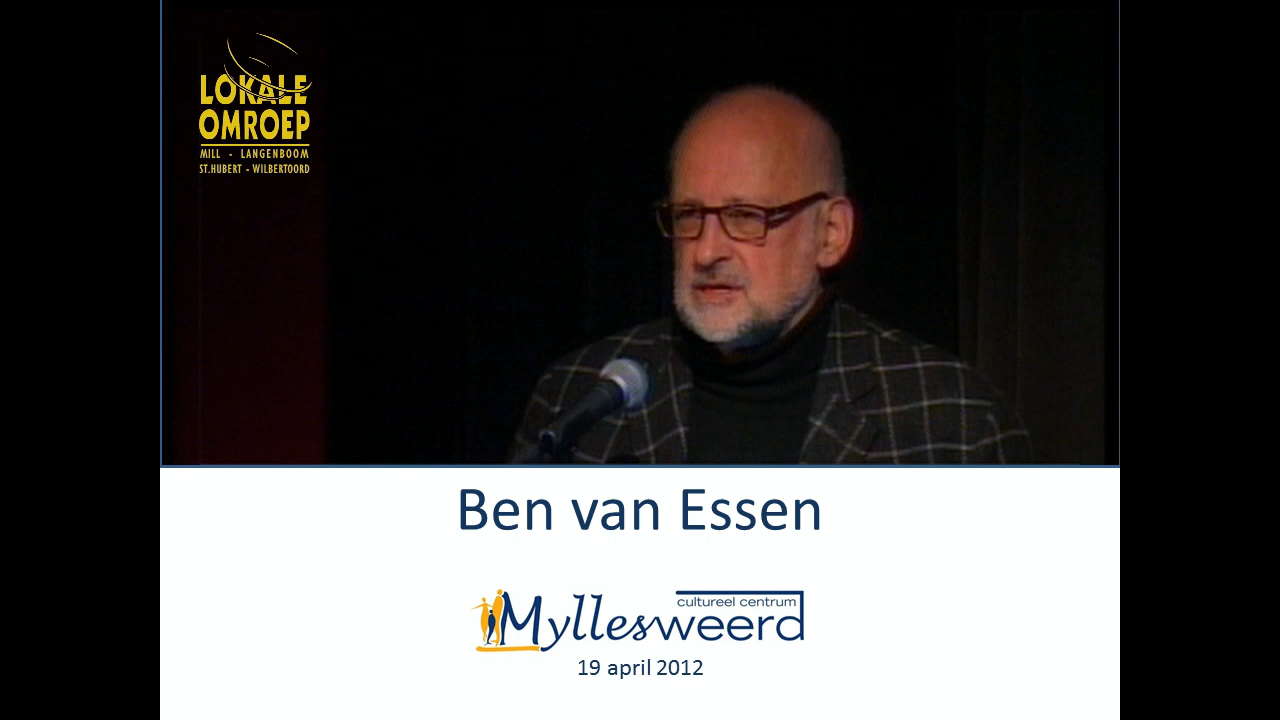 LOKALE
OMROEP
MILL - LANGENBOOM
ST.HUBERT - WILBERTOORD
Ben van Essen
cultureel centrum
Myllesweerd
19 april 2012